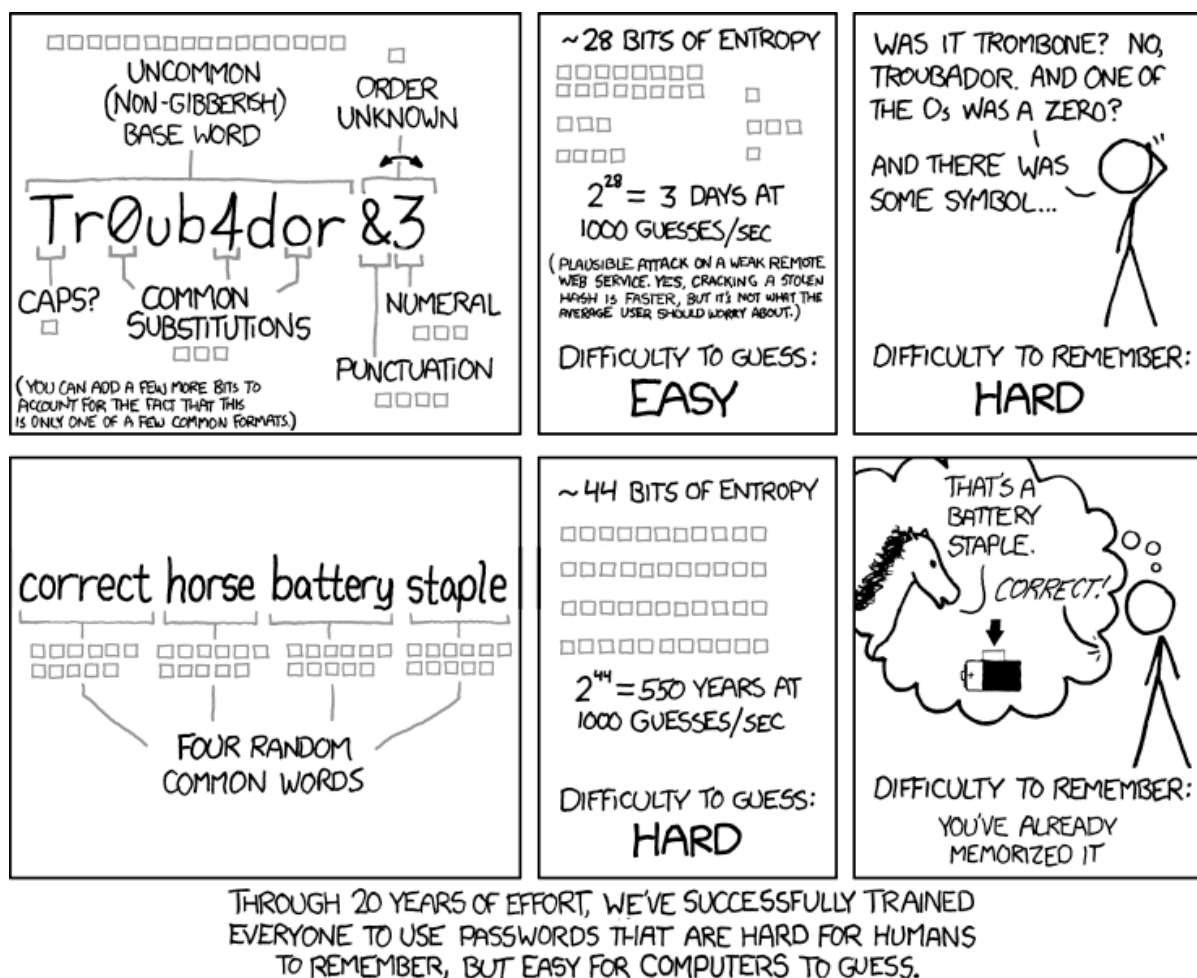 UNCOMMON
(NON-GIBBERISH)
BASE WORD
ORDER
UNKNOWN
Tr0ub4dor &3
CAPS?
COMMON
SUBSTITUTIONS
NUMERAL
PUNCTUATION
(YOU CAN ADD A FEW MORE BITS TO
ACCOUNT FOR THE FACT THAT THIS
IS ONLY ONE OF A FEW COMMON FORMATS.)
~28 BITS OF ENTROPY
2^28 = 3 DAYS AT
1000 GUESSES/SEC
(PLAUSIBLE ATTACK ON A WEAK REMOTE
WEB SERVICE. YES, CRACKING A STOLEN
HASH IS FASTER, BUT IT'S NOT WHAT THE
AVERAGE USER SHOULD WORRY ABOUT.)
DIFFICULTY TO GUESS:
EASY
WAS IT TROMBONE? NO,
TROUBADOR. AND ONE OF
THE Os WAS A ZERO?
AND THERE WAS
SOME SYMBOL...
DIFFICULTY TO REMEMBER:
HARD
correct horse battery staple
FOUR RANDOM
COMMON WORDS
~44 BITS OF ENTROPY
2^44 = 550 YEARS AT
1000 GUESSES/SEC
DIFFICULTY TO GUESS:
HARD
THAT'S A
BATTERY
STAPLE.
CORRECT!
+
DIFFICULTY TO REMEMBER:
YOU'VE ALREADY
MEMORIZED IT
THROUGH 20 YEARS OF EFFORT, WE'VE SUCCESSFULLY TRAINED
EVERYONE TO USE PASSWORDS THAT ARE HARD FOR HUMANS
TO REMEMBER, BUT EASY FOR COMPUTERS TO GUESS.